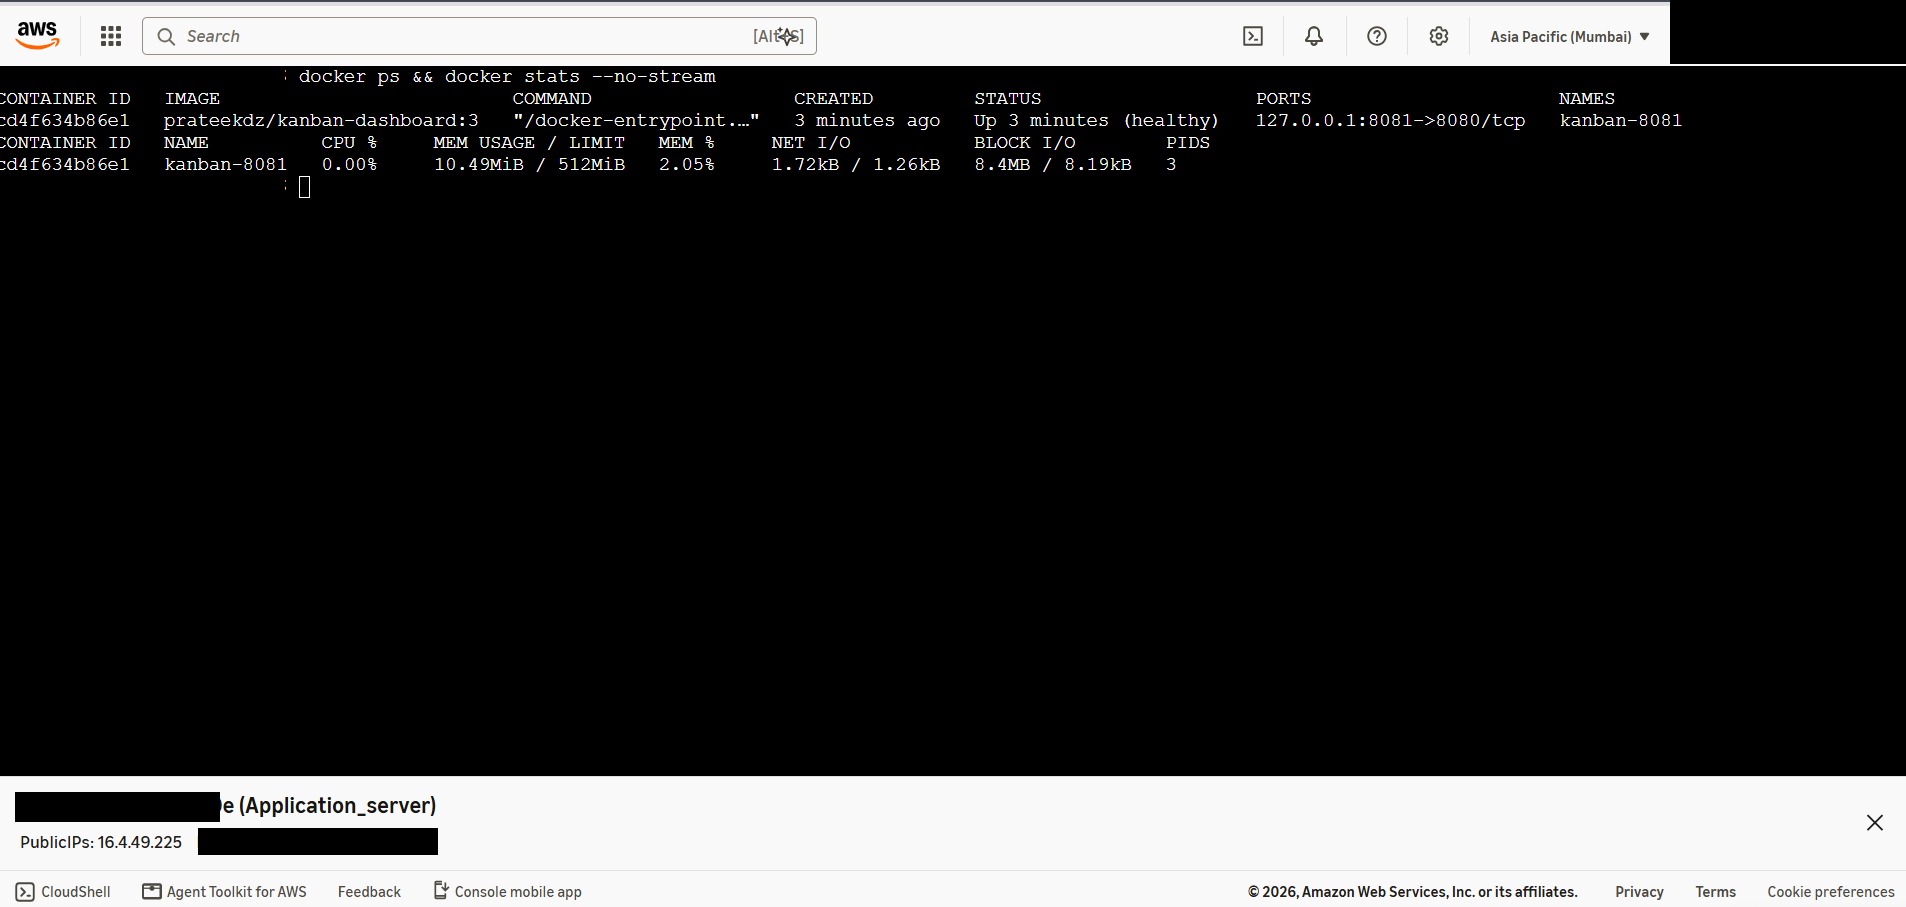 aws
Search [Alt+S]
Asia Pacific (Mumbai)
docker ps && docker stats --no-stream
CONTAINER ID IMAGE COMMAND CREATED STATUS PORTS NAMES
cd4f634b86e1 prateekdz/kanban-dashboard:3 "/docker-entrypoint.…" 3 minutes ago Up 3 minutes (healthy) 127.0.0.1:8081->8080/tcp kanban-8081
CONTAINER ID NAME CPU % MEM USAGE / LIMIT MEM % NET I/O BLOCK I/O PIDS
cd4f634b86e1 kanban-8081 0.00% 10.49MiB / 512MiB 2.05% 1.72kB / 1.26kB 8.4MB / 8.19kB 3
e (Application_server)
PublicIPs: 16.4.49.225
CloudShell Agent Toolkit for AWS Feedback Console mobile app © 2026, Amazon Web Services, Inc. or its affiliates. Privacy Terms Cookie preferences